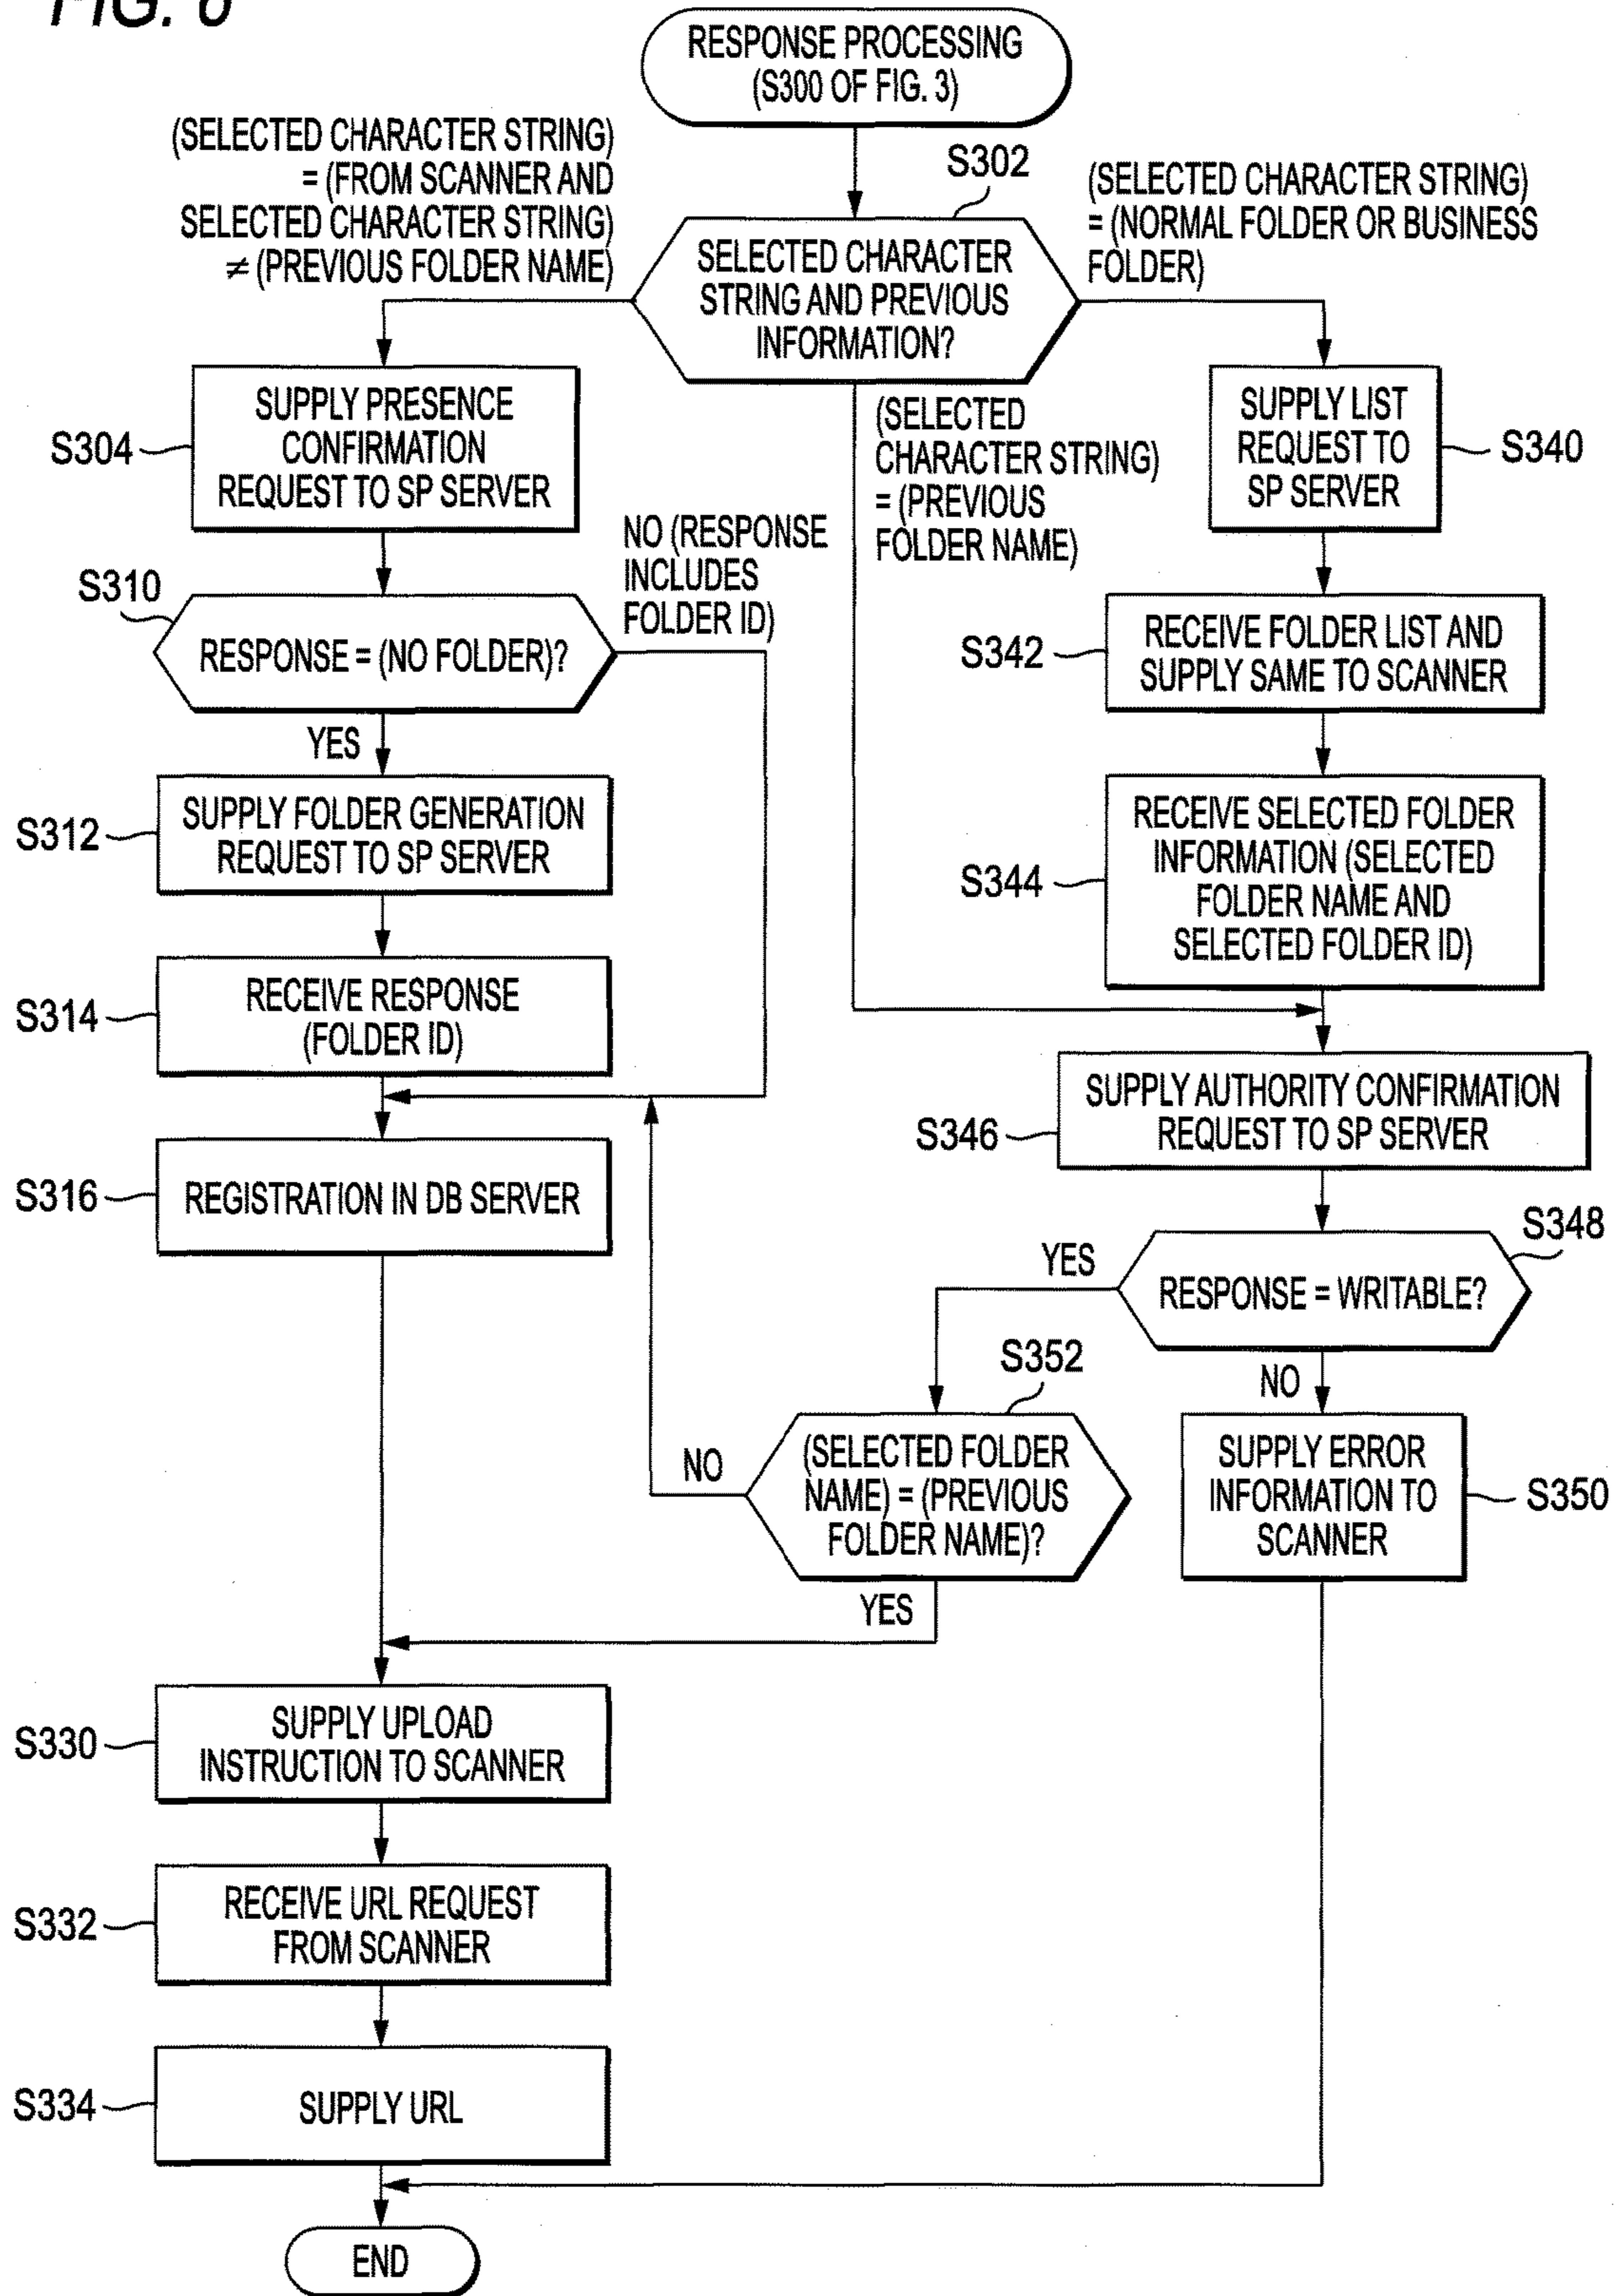 FIG. 6
RESPONSE PROCESSING
(S300 OF FIG. 3)
(SELECTED CHARACTER STRING)
= (FROM SCANNER AND
SELECTED CHARACTER STRING)
≠ (PREVIOUS FOLDER NAME)
S302
(SELECTED CHARACTER STRING)
= (NORMAL FOLDER OR BUSINESS
FOLDER)
SELECTED CHARACTER
STRING AND PREVIOUS
INFORMATION?
S304
SUPPLY PRESENCE
CONFIRMATION
REQUEST TO SP SERVER
(SELECTED
CHARACTER STRING)
= (PREVIOUS
FOLDER NAME)
SUPPLY LIST
REQUEST TO
SP SERVER
S340
S310
RESPONSE = (NO FOLDER)?
NO (RESPONSE
INCLUDES
FOLDER ID)
YES
S342
RECEIVE FOLDER LIST AND
SUPPLY SAME TO SCANNER
S312
SUPPLY FOLDER GENERATION
REQUEST TO SP SERVER
S344
RECEIVE SELECTED FOLDER
INFORMATION (SELECTED
FOLDER NAME AND
SELECTED FOLDER ID)
S314
RECEIVE RESPONSE
(FOLDER ID)
S346
SUPPLY AUTHORITY CONFIRMATION
REQUEST TO SP SERVER
S316
REGISTRATION IN DB SERVER
S348
YES
RESPONSE = WRITABLE?
NO
S352
NO
(SELECTED FOLDER
NAME) = (PREVIOUS
FOLDER NAME)?
YES
SUPPLY ERROR
INFORMATION TO
SCANNER
S350
S330
SUPPLY UPLOAD
INSTRUCTION TO SCANNER
S332
RECEIVE URL REQUEST
FROM SCANNER
S334
SUPPLY URL
END